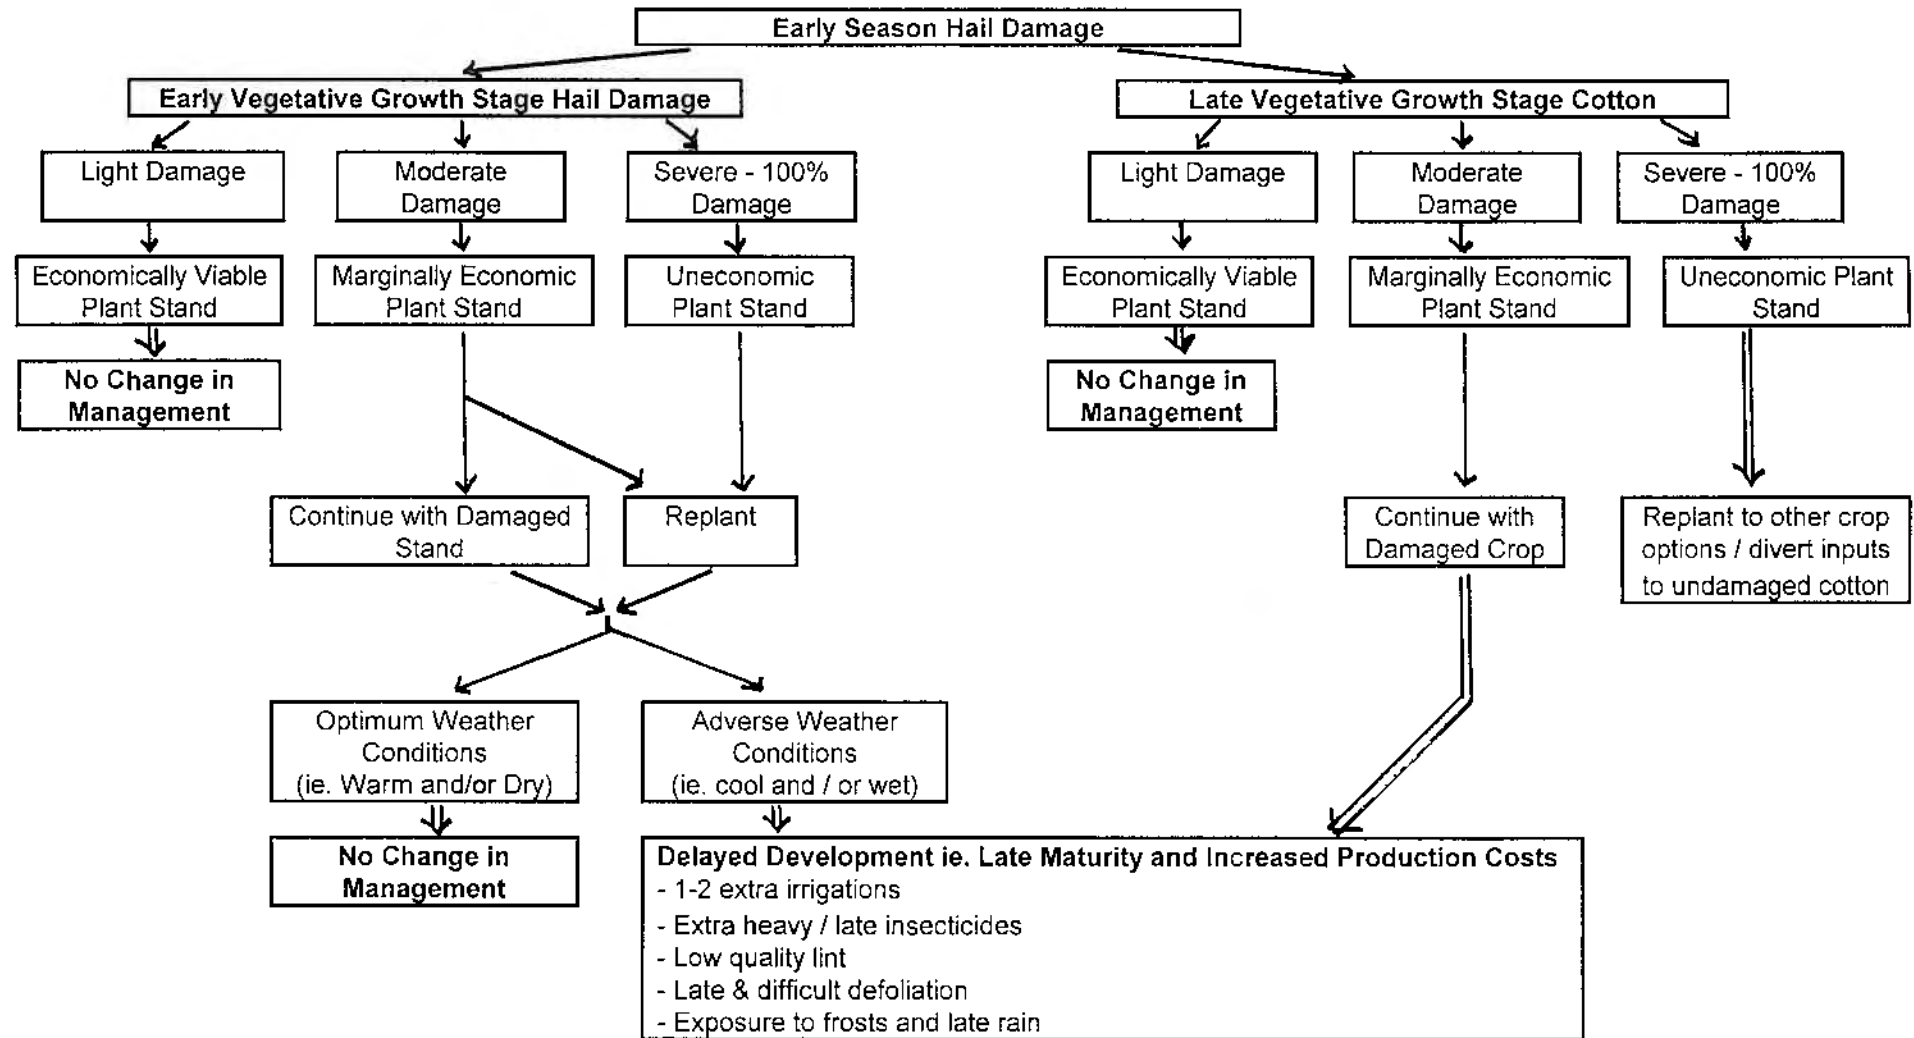 Early Season Hail Damage
Early Vegetative Growth Stage Hail Damage
Late Vegetative Growth Stage Cotton
Light Damage
Moderate
Damage
Severe - 100%
Damage
Light Damage
Moderate
Damage
Severe - 100%
Damage
Economically Viable
Plant Stand
Marginally Economic
Plant Stand
Uneconomic
Plant Stand
Economically Viable
Plant Stand
Marginally Economic
Plant Stand
Uneconomic Plant
Stand
No Change in
Management
No Change in
Management
Continue with Damaged
Stand
Replant
Continue with
Damaged Crop
Replant to other crop
options / divert inputs
to undamaged cotton
Optimum Weather
Conditions
(ie. Warm and/or Dry)
Adverse Weather
Conditions
(ie. cool and / or wet)
No Change in
Management
Delayed Development ie. Late Maturity and Increased Production Costs
- 1-2 extra irrigations
- Extra heavy / late insecticides
- Low quality lint
- Late & difficult defoliation
- Exposure to frosts and late rain